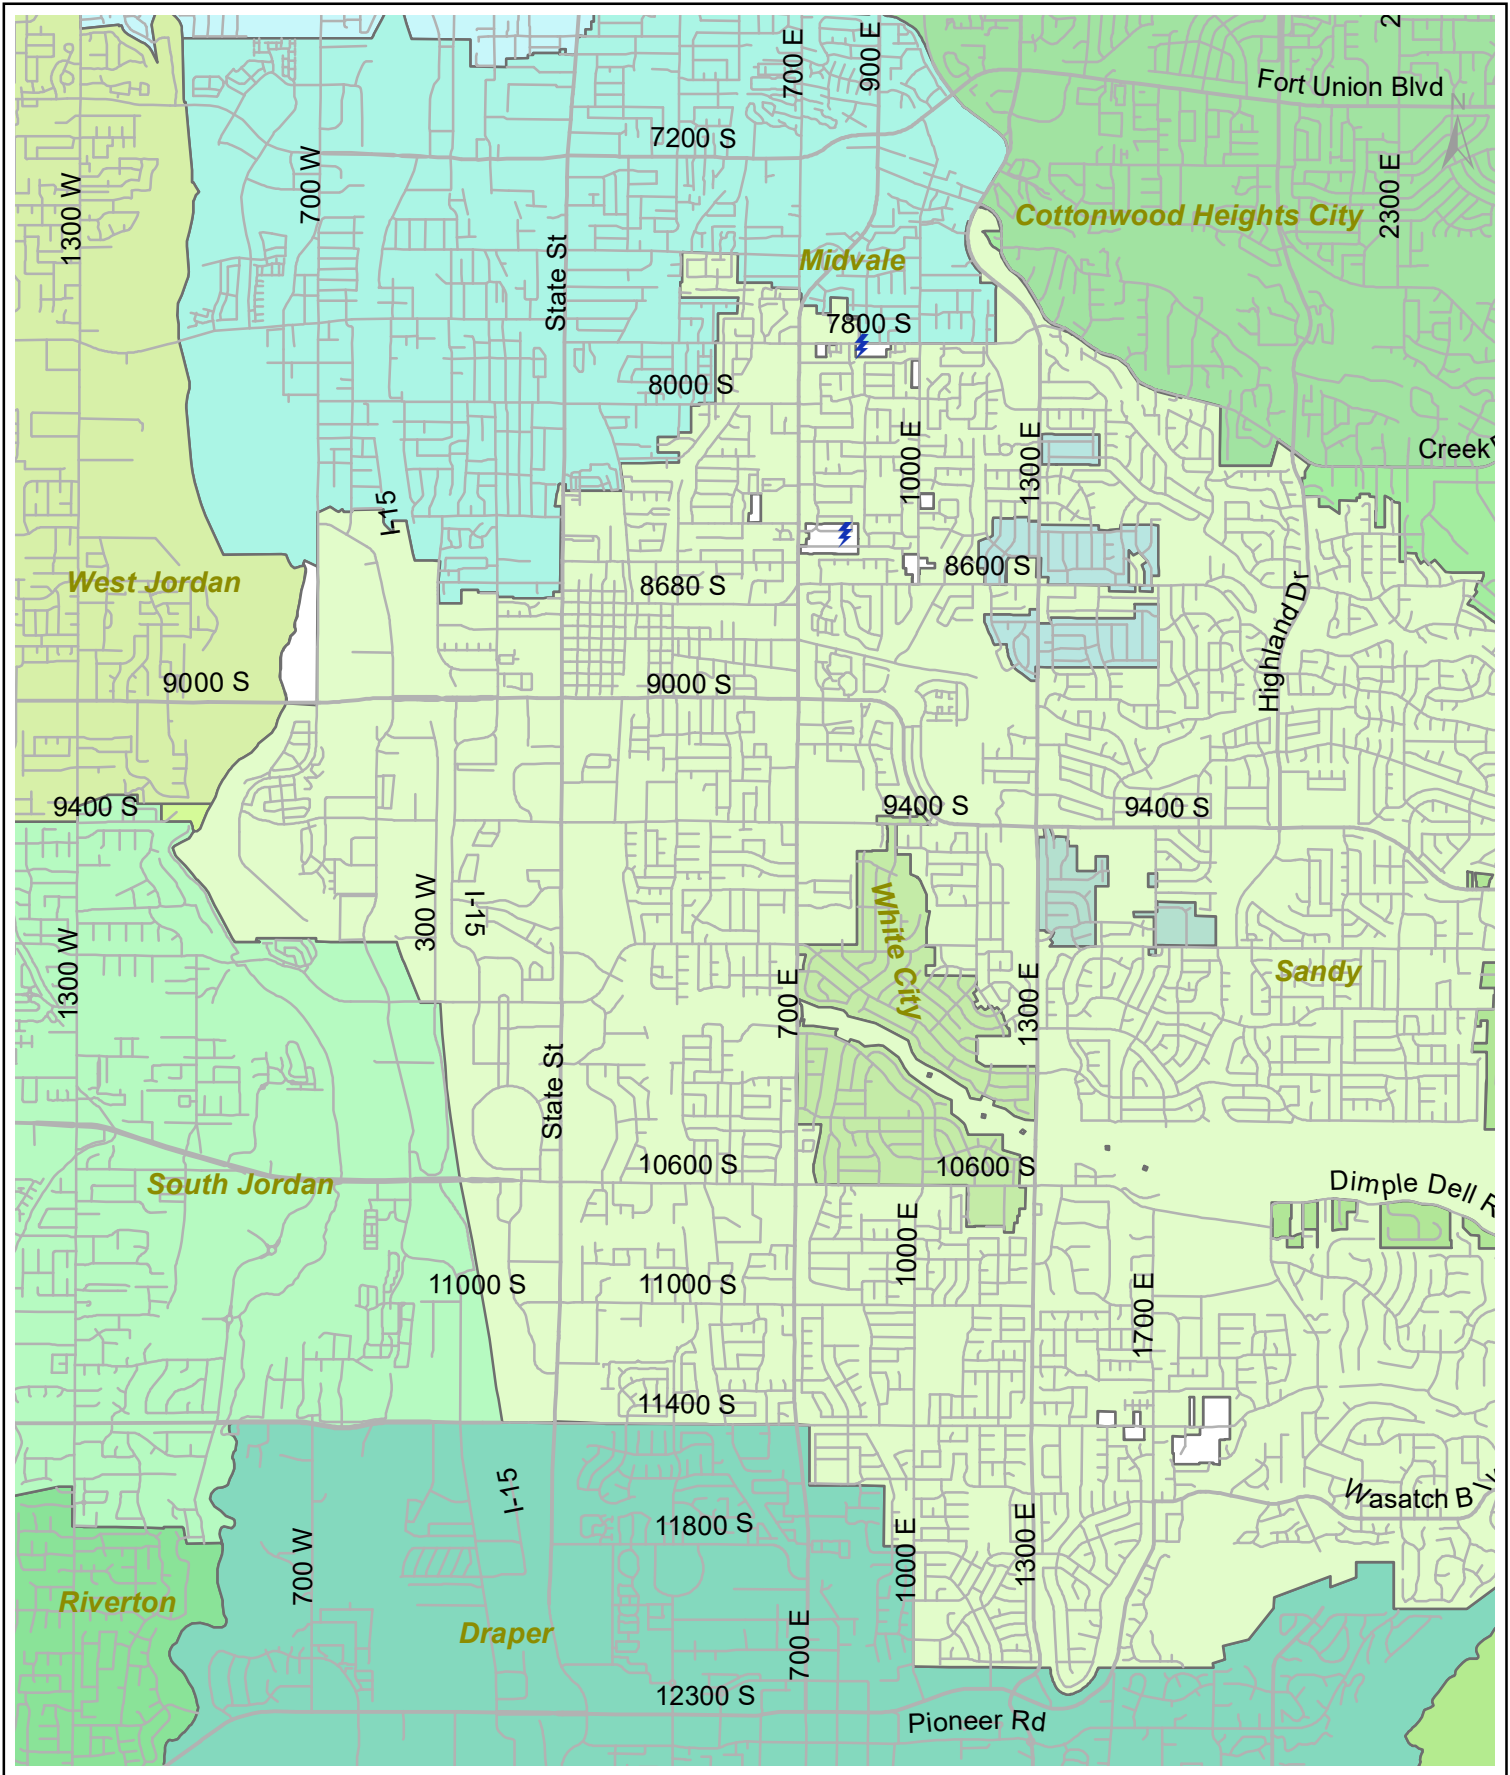 2
700 E
900 E
Fort Union Blvd
N
7200 S
700 W
1300 W
2300 E
Cottonwood Heights City
State St
Midvale
7800 S
8000 S
1000 E
1300 E
Creek
I-15
8600 S
West Jordan
8680 S
Highland Dr
9000 S
9000 S
9400 S
9400 S
9400 S
300 W
I-15
White City
1300 W
Sandy
700 E
1300 E
State St
10600 S
10600 S
South Jordan
Dimple Dell R
1000 E
11000 S
11000 S
1700 E
11400 S
I-15
Wasatch B
11800 S
700 W
1000 E
1300 E
Riverton
Draper
700 E
12300 S
Pioneer Rd